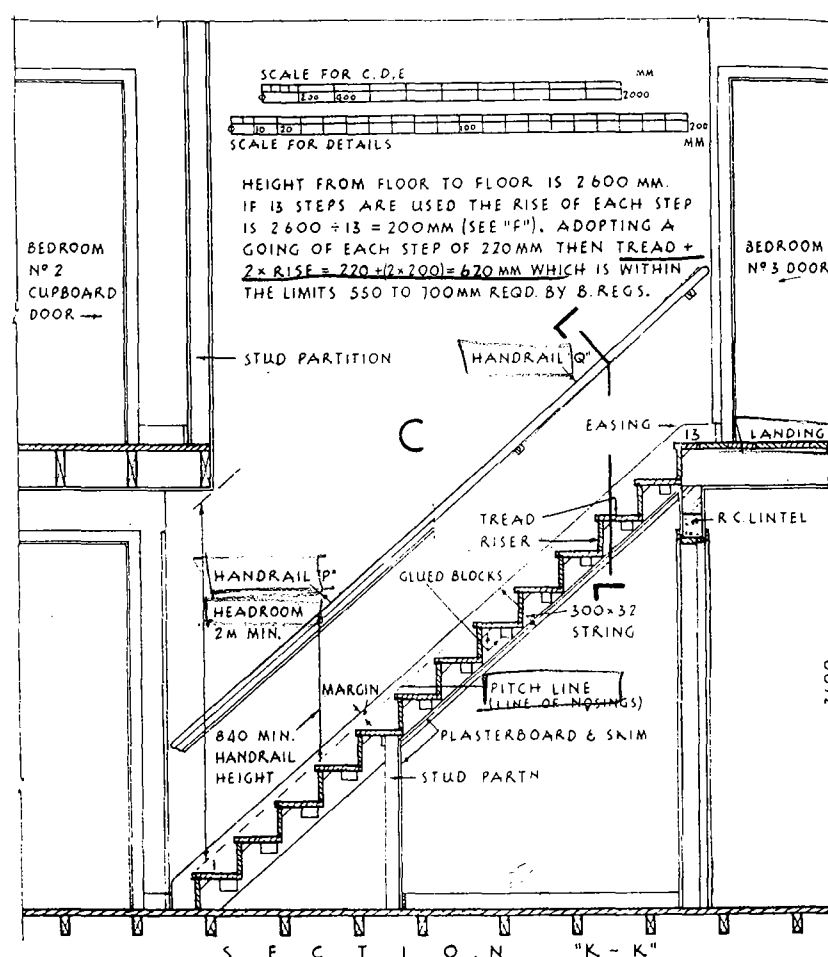 SCALE FOR C, D, E
MM
0 200 400 2000
0 10 20 100 200
SCALE FOR DETAILS MM
HEIGHT FROM FLOOR TO FLOOR IS 2600 MM.
IF 13 STEPS ARE USED THE RISE OF EACH STEP
IS 2600 ÷ 13 = 200MM (SEE "F"). ADOPTING A
GOING OF EACH STEP OF 220MM THEN TREAD +
2 × RISE = 220 + (2×200) = 620 MM WHICH IS WITHIN
THE LIMITS 550 TO 700MM REQD. BY B. REGS.
BEDROOM
Nº 2
CUPBOARD
DOOR →
BEDROOM
Nº 3 DOOR
←
STUD PARTITION
HANDRAIL "Q"
C
EASING
13
LANDING
TREAD
RISER
R.C. LINTEL
HANDRAIL "P"
HEADROOM
2M MIN.
GLUED BLOCKS
300×32
STRING
MARGIN
PITCH LINE
(LINE OF NOSINGS)
840 MIN.
HANDRAIL
HEIGHT
PLASTERBOARD & SKIM
STUD PARTN
1
SECTION "K-K"